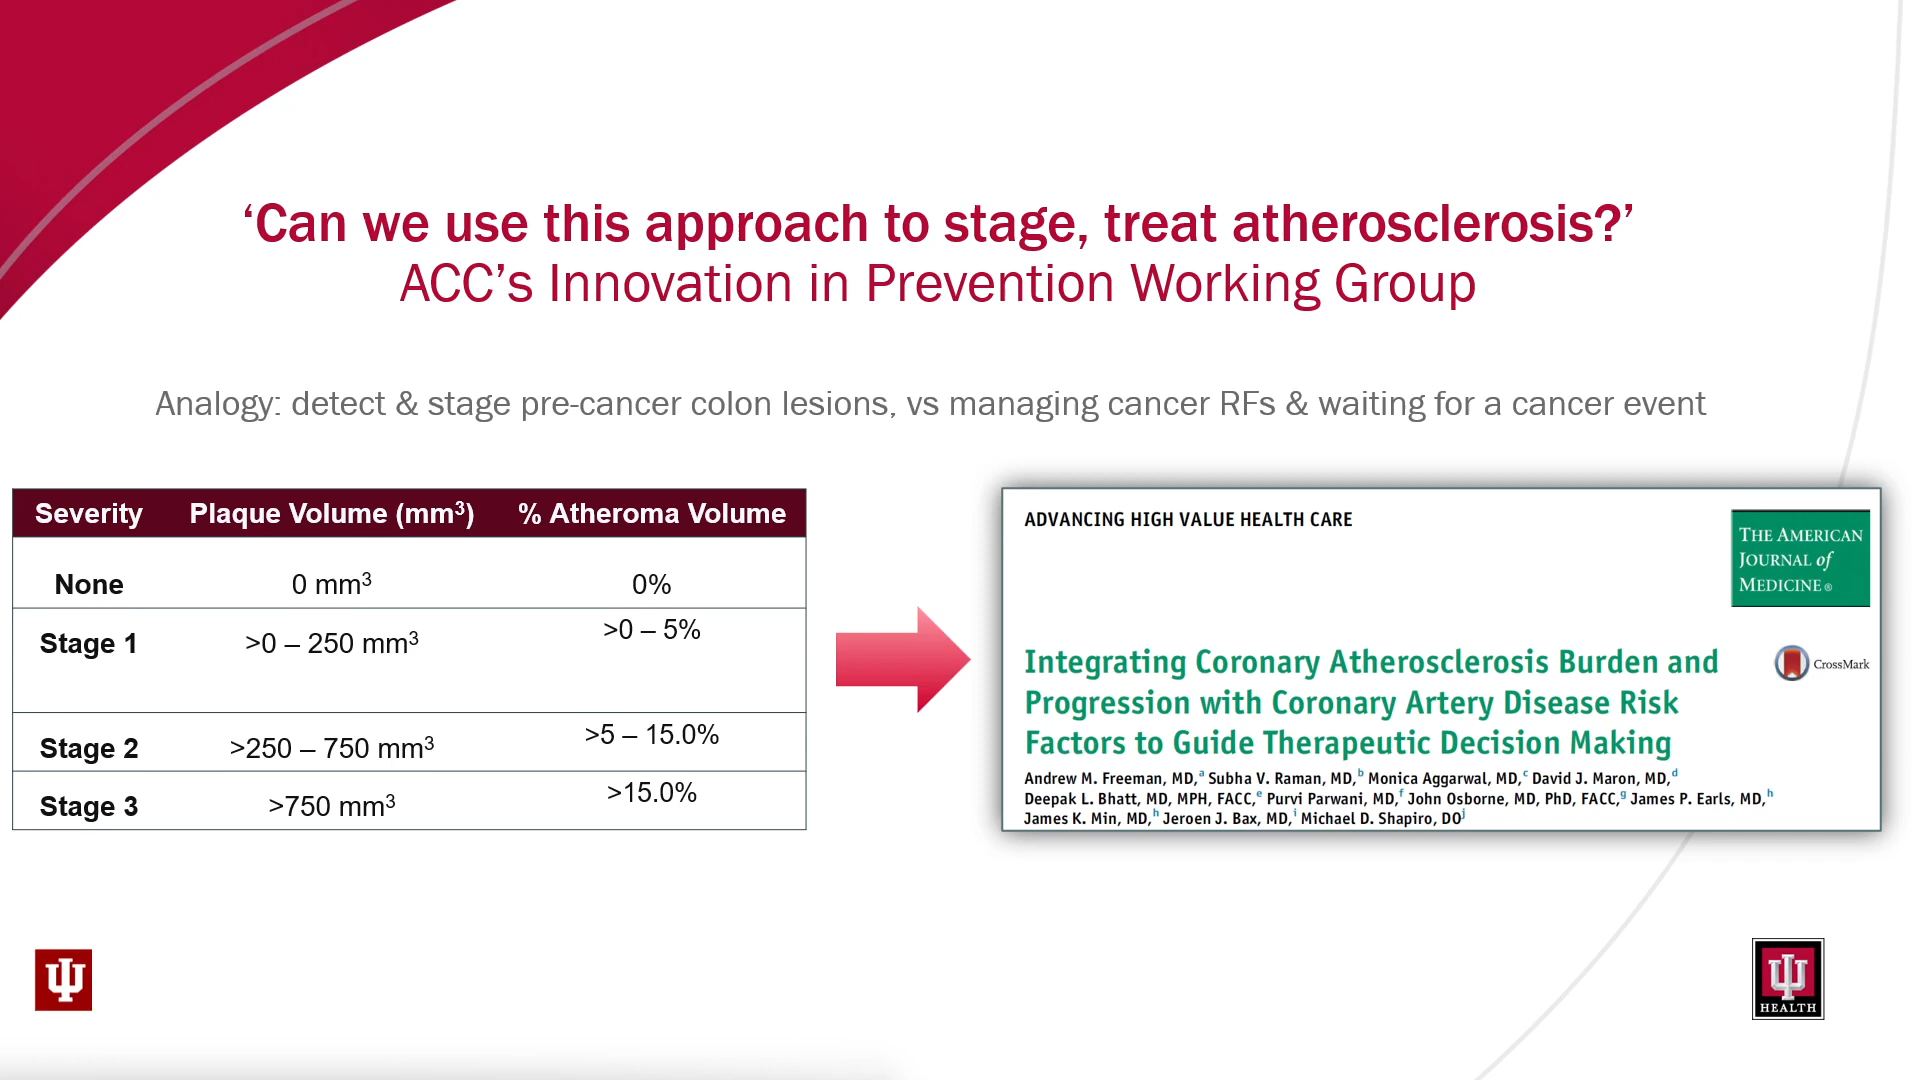 ‘Can we use this approach to stage, treat atherosclerosis?’
ACC’s Innovation in Prevention Working Group
Analogy: detect & stage pre-cancer colon lesions, vs managing cancer RFs & waiting for a cancer event
Severity Plaque Volume (mm³) % Atheroma Volume
None 0 mm³ 0%
Stage 1 >0 – 250 mm³ >0 – 5%
Stage 2 >250 – 750 mm³ >5 – 15.0%
Stage 3 >750 mm³ >15.0%
ADVANCING HIGH VALUE HEALTH CARE
THE AMERICAN
JOURNAL of
MEDICINE ®
CrossMark
Integrating Coronary Atherosclerosis Burden and
Progression with Coronary Artery Disease Risk
Factors to Guide Therapeutic Decision Making
Andrew M. Freeman, MD,ᵃ Subha V. Raman, MD,ᵇ Monica Aggarwal, MD,ᶜ David J. Maron, MD,ᵈ
Deepak L. Bhatt, MD, MPH, FACC,ᵉ Purvi Parwani, MD,ᶠ John Osborne, MD, PhD, FACC,ᵍ James P. Earls, MD,ʰ
James K. Min, MD,ʰ Jeroen J. Bax, MD,ⁱ Michael D. Shapiro, DOʲ
HEALTH